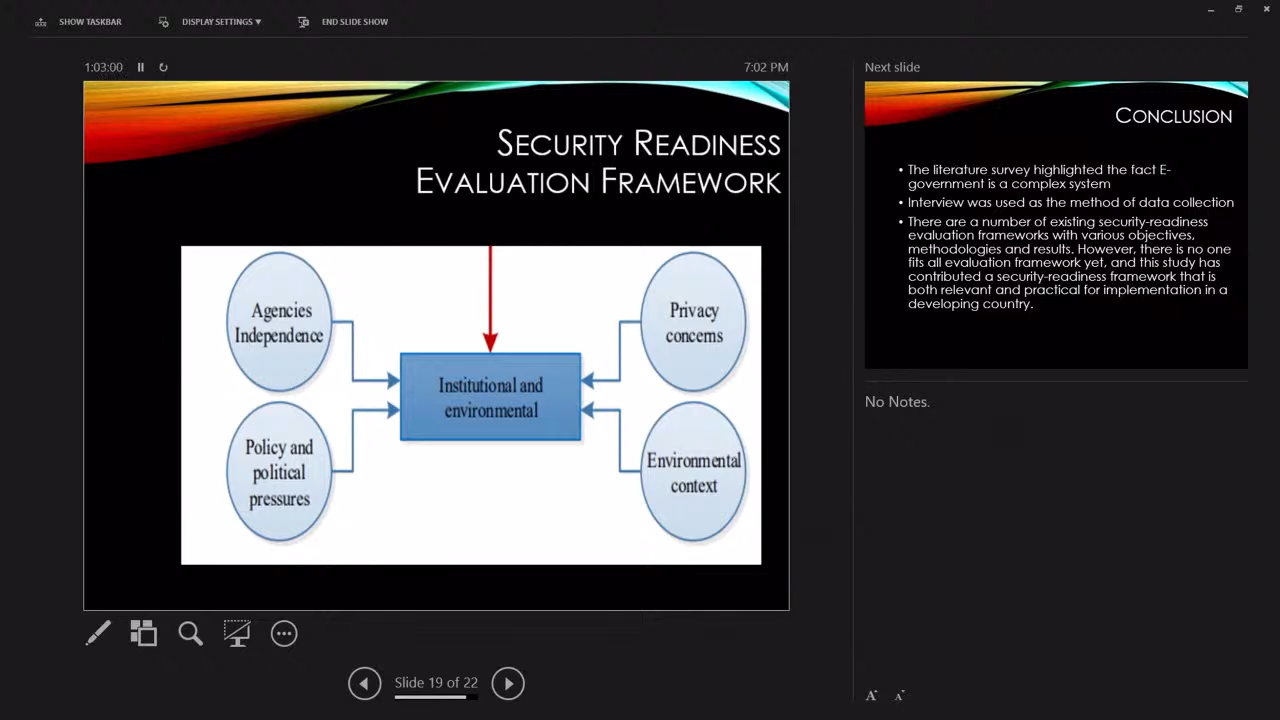 SHOW TASKBAR
DISPLAY SETTINGS ▼
END SLIDE SHOW
1:03:00
7:02 PM
SECURITY READINESS
EVALUATION FRAMEWORK
Agencies
Independence
Privacy
concerns
Institutional and
environmental
Policy and
political
pressures
Environmental
context
Slide 19 of 22
Next slide
CONCLUSION
• The literature survey highlighted the fact E-
government is a complex system
• Interview was used as the method of data collection
• There are a number of existing security-readiness
evaluation frameworks with various objectives,
methodologies and results. However, there is no one
fits all evaluation framework yet, and this study has
contributed a security-readiness framework that is
both relevant and practical for implementation in a
developing country.
No Notes.
A A